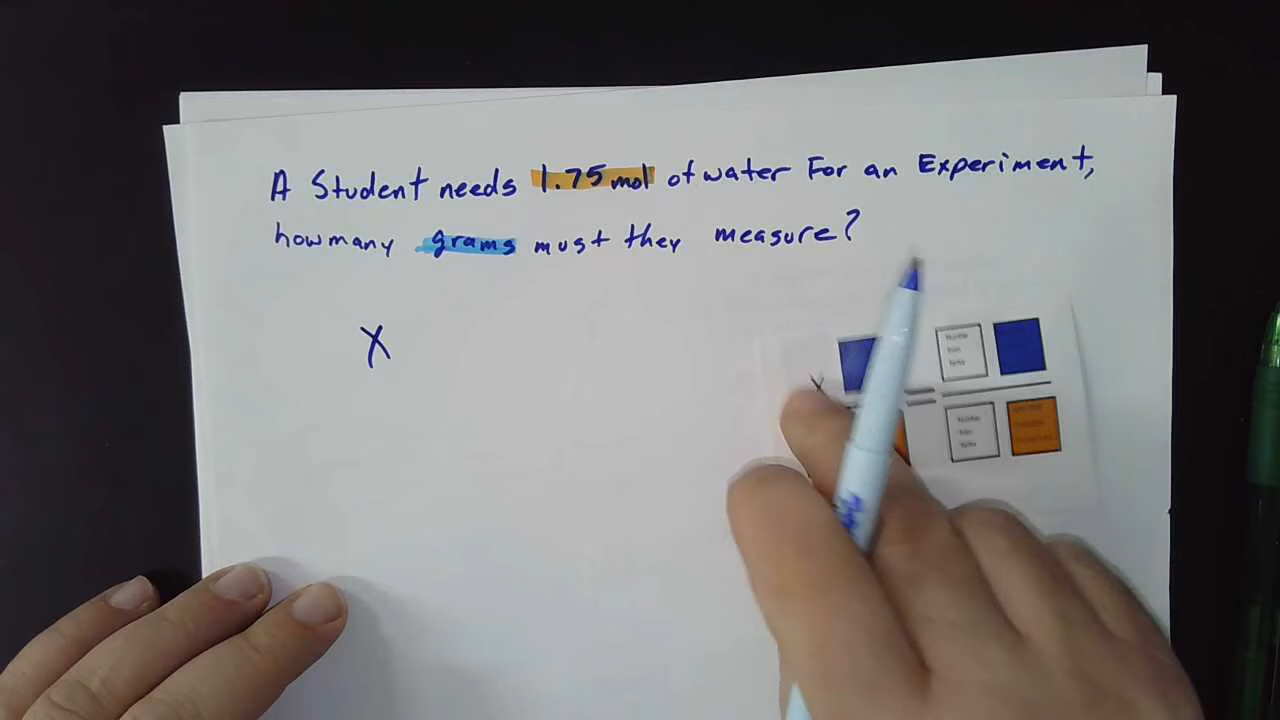 A Student needs 1.75 mol of water For an Experiment,
how many grams must they measure?
X
X